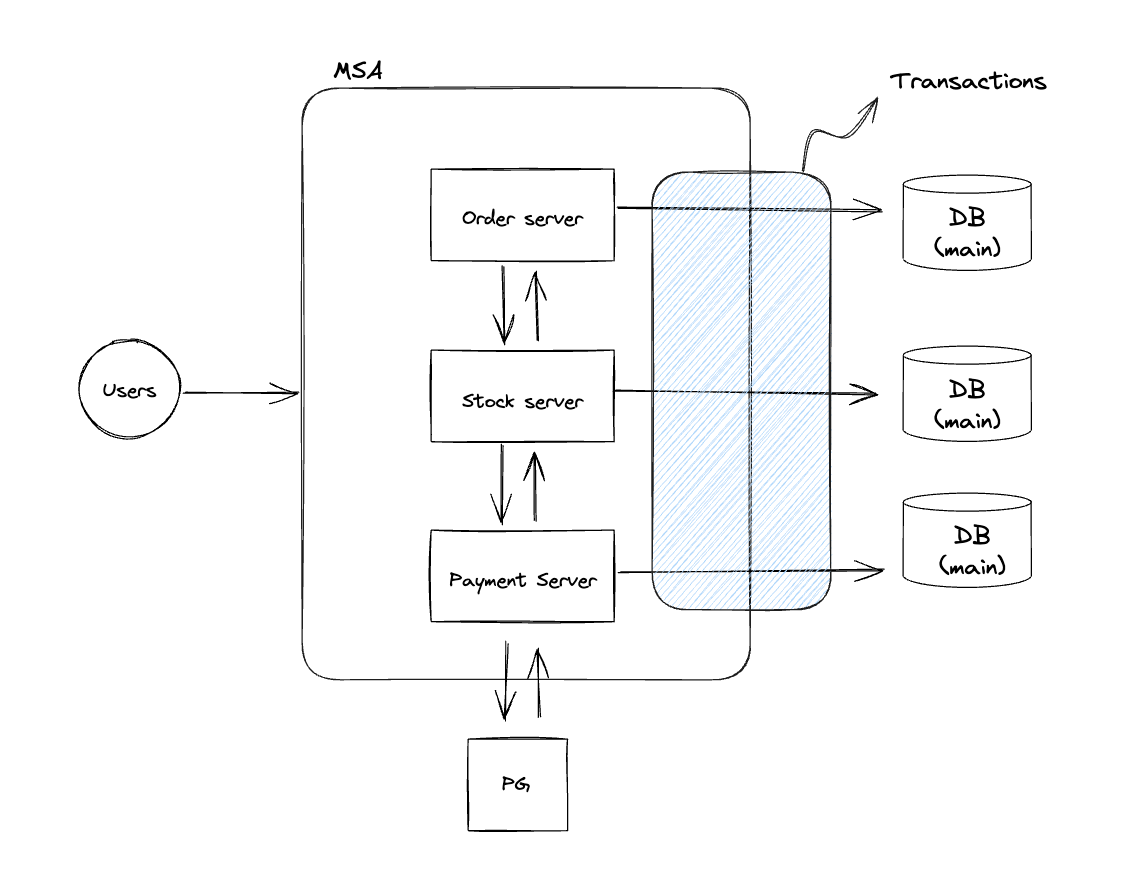 MSA
Transactions
Order server
DB
(main)
Users
Stock server
DB
(main)
Payment Server
DB
(main)
PG